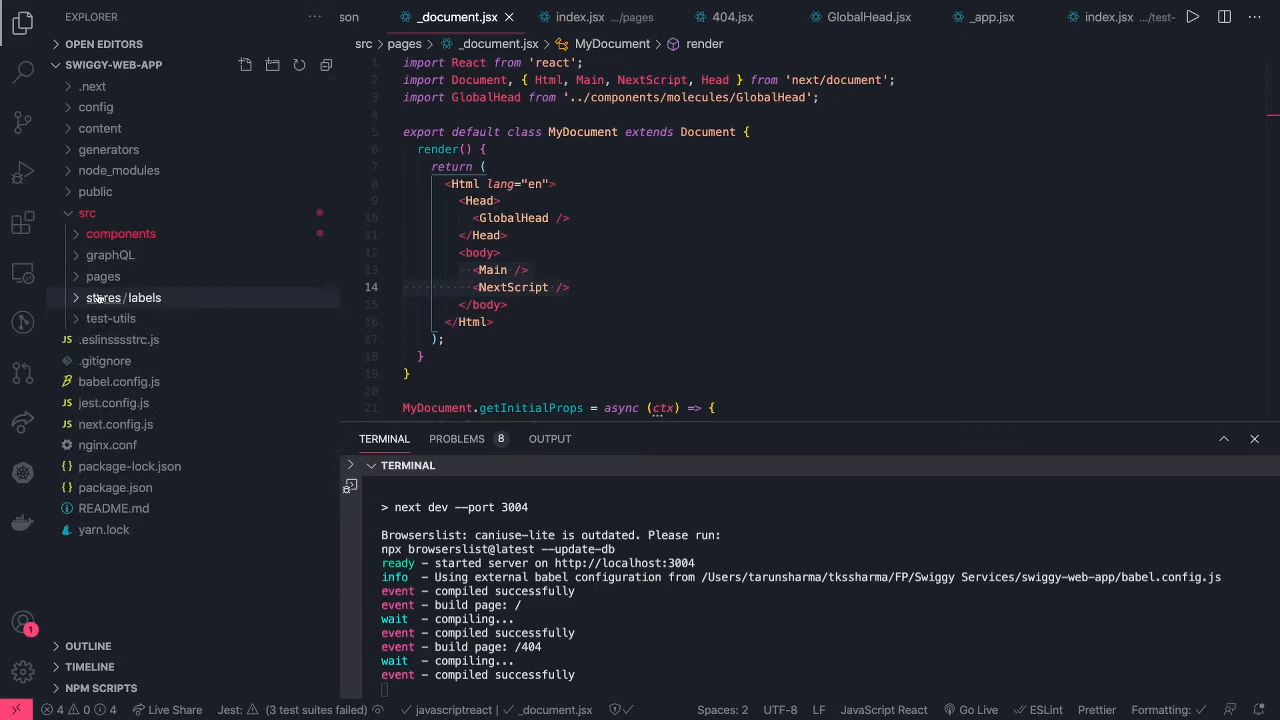 EXPLORER
OPEN EDITORS
SWIGGY-WEB-APP
.next
config
content
generators
node_modules
public
src
components
graphQL
pages
stores / labels
test-utils
.eslinsssstrc.js
.gitignore
babel.config.js
jest.config.js
next.config.js
nginx.conf
package-lock.json
package.json
README.md
yarn.lock
OUTLINE
TIMELINE
NPM SCRIPTS
1
json _document.jsx index.jsx .../pages 404.jsx GlobalHead.jsx _app.jsx index.jsx .../test-
src pages _document.jsx MyDocument render
1 import React from 'react';
2 import Document, { Html, Main, NextScript, Head } from 'next/document';
3 import GlobalHead from '../components/molecules/GlobalHead';
4
5 export default class MyDocument extends Document {
6 render() {
7 return (
8 <Html lang="en">
9 <Head>
10 <GlobalHead />
11 </Head>
12 <body>
13 <Main />
14 <NextScript />
15 </body>
16 </Html>
17 );
18 }
19 }
20
21 MyDocument.getInitialProps = async (ctx) => {
TERMINAL PROBLEMS 8 OUTPUT
TERMINAL
> next dev --port 3004
Browserslist: caniuse-lite is outdated. Please run:
npx browserslist@latest --update-db
ready - started server on http://localhost:3004
info - Using external babel configuration from /Users/tarunsharma/tkssharma/FP/Swiggy Services/swiggy-web-app/babel.config.js
event - compiled successfully
event - build page: /
wait - compiling...
event - compiled successfully
event - build page: /404
wait - compiling...
event - compiled successfully
4 0 4 Live Share Jest: (3 test suites failed) javascriptreact _document.jsx Spaces: 2 UTF-8 LF JavaScript React Go Live ESLint Prettier Formatting: